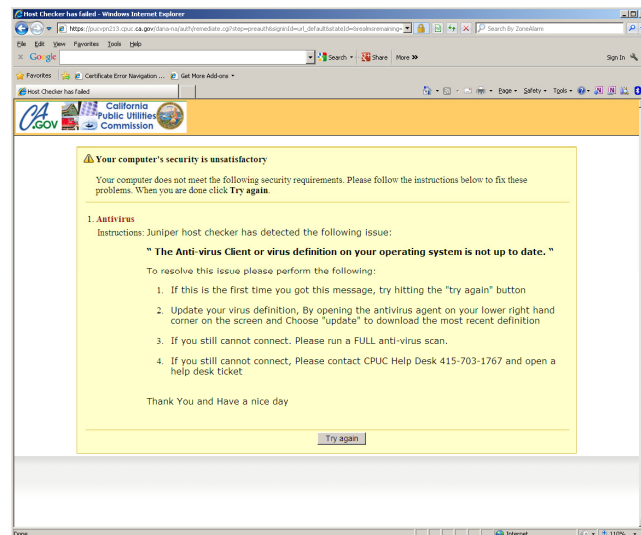 Host Checker has failed - Windows Internet Explorer
https://pucvpn213.cpuc.ca.gov/dana-na/auth/remediate.cgi?step=preauth&signinId=url_default&stateId=
Search By ZoneAlarm
File Edit View Favorites Tools Help
× Google Search Share More » Sign In
Favorites Certificate Error Navigation ... Get More Add-ons
Host Checker has failed Page Safety Tools
CA.GOV California
Public Utilities
Commission
Your computer's security is unsatisfactory
Your computer does not meet the following security requirements. Please follow the instructions below to fix these
problems. When you are done click Try again.
1. Antivirus
Instructions: Juniper host checker has detected the following issue:
" The Anti-virus Client or virus definition on your operating system is not up to date. "
To resolve this issue please perform the following:
1. If this is the first time you got this message, try hitting the "try again" button
2. Update your virus definition, By opening the antivirus agent on your lower right hand
corner on the screen and Choose "update" to download the most recent definition
3. If you still cannot connect. Please run a FULL anti-virus scan.
4. If you still cannot connect, Please contact CPUC Help Desk 415-703-1767 and open a
help desk ticket
Thank You and Have a nice day
Try again
Done Internet 110%